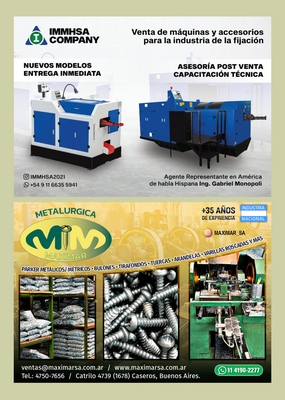 IMMHSA
COMPANY
Venta de máquinas y accesorios
para la industria de la fijación
NUEVOS MODELOS
ENTREGA INMEDIATA
ASESORÍA POST VENTA
CAPACITACIÓN TÉCNICA
IMMHSA2021
+54 9 11 6635 5941
Agente Representante en América
de habla Hispana Ing. Gabriel Monopoli
METALURGICA
MM
MAXIMAR
+35 AÑOS
DE EXPERIENCIA
INDUSTRIA
NACIONAL
MAXIMAR_SA
PARKER METALICOS/METRICOS • BULONES • TIRAFONDOS • TUERCAS • ARANDELAS • VARILLAS ROSCADAS Y MAS
ventas@maximarsa.com.ar / www.maximarsa.com.ar
Tel.: 4750-7656 / Catrilo 4739 (1678) Caseros, Buenos Aires.
11 4190-2277